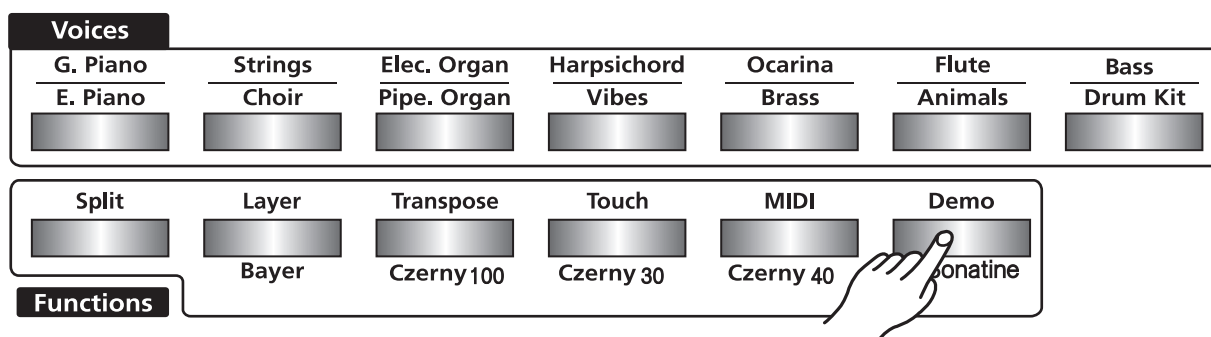 Voices
G. Piano Strings Elec. Organ Harpsichord Ocarina Flute Bass
E. Piano Choir Pipe. Organ Vibes Brass Animals Drum Kit
Split Layer Transpose Touch MIDI Demo
Bayer Czerny 100 Czerny 30 Czerny 40 Sonatine
Functions